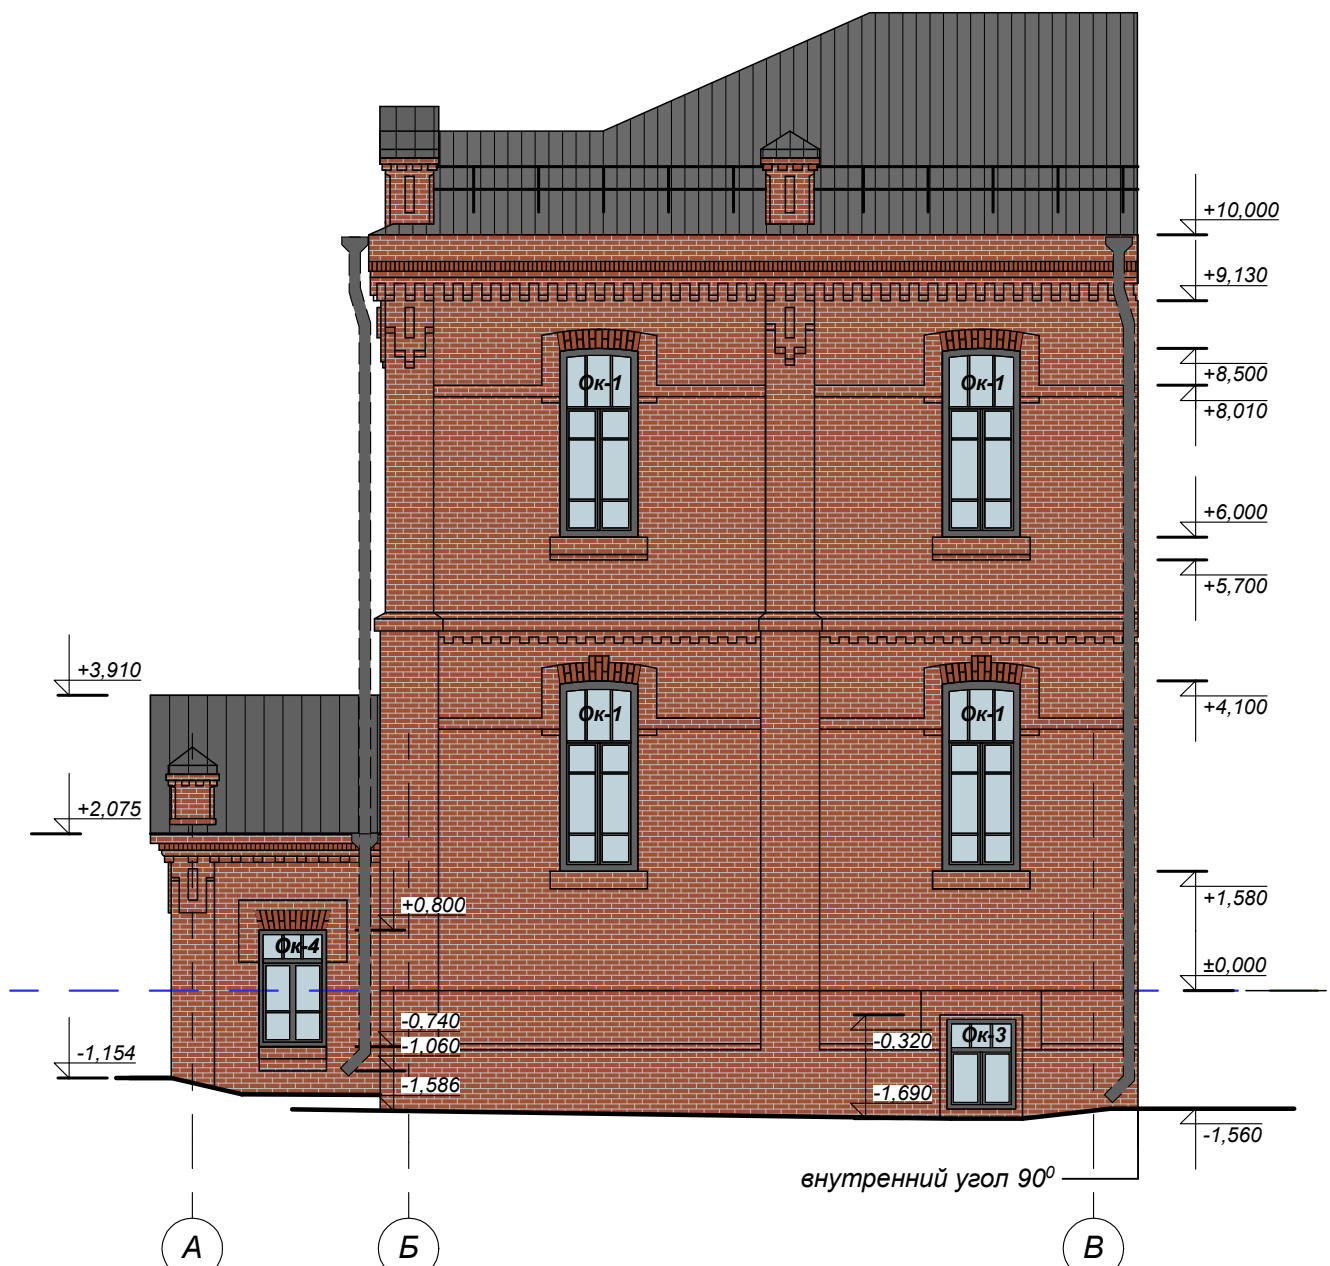 +10,000
+9,130
Ок-1
Ок-1
+8,500
+8,010
+6,000
+5,700
+3,910
+4,100
Ок-1
Ок-1
+2,075
+1,580
+0,800
Ок-4
±0,000
-0,740
-0,320
Ок-3
-1,060
-1,154
-1,586
-1,690
-1,560
внутренний угол 90⁰
А
Б
В